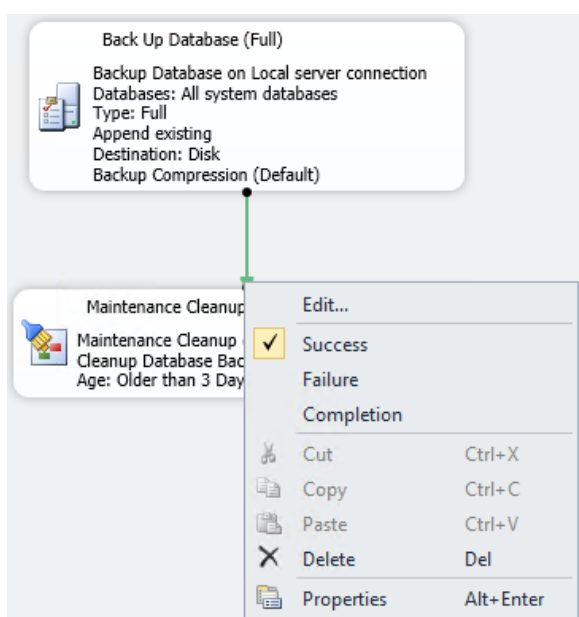 Back Up Database (Full)
Backup Database on Local server connection
Databases: All system databases
Type: Full
Append existing
Destination: Disk
Backup Compression (Default)
Maintenance Cleanup
Maintenance Cleanup
Cleanup Database Bac
Age: Older than 3 Day
Edit...
Success
Failure
Completion
Cut Ctrl+X
Copy Ctrl+C
Paste Ctrl+V
Delete Del
Properties Alt+Enter